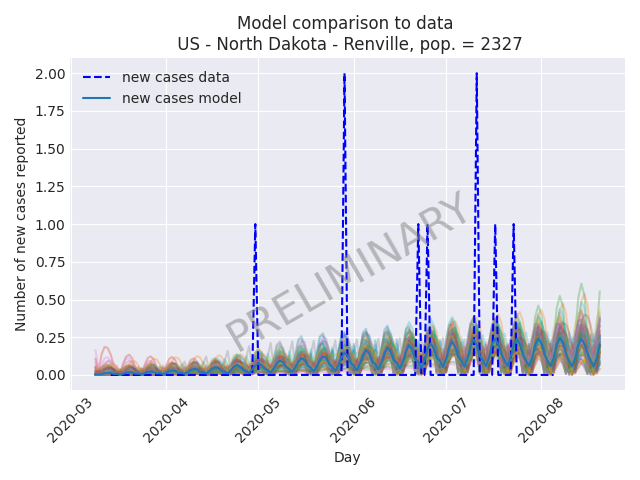 Model comparison to data
US - North Dakota - Renville, pop. = 2327
new cases data
new cases model
Number of new cases reported
2.00
1.75
1.50
1.25
1.00
0.75
0.50
0.25
0.00
PRELIMINARY
2020-03
2020-04
2020-05
2020-06
2020-07
2020-08
Day